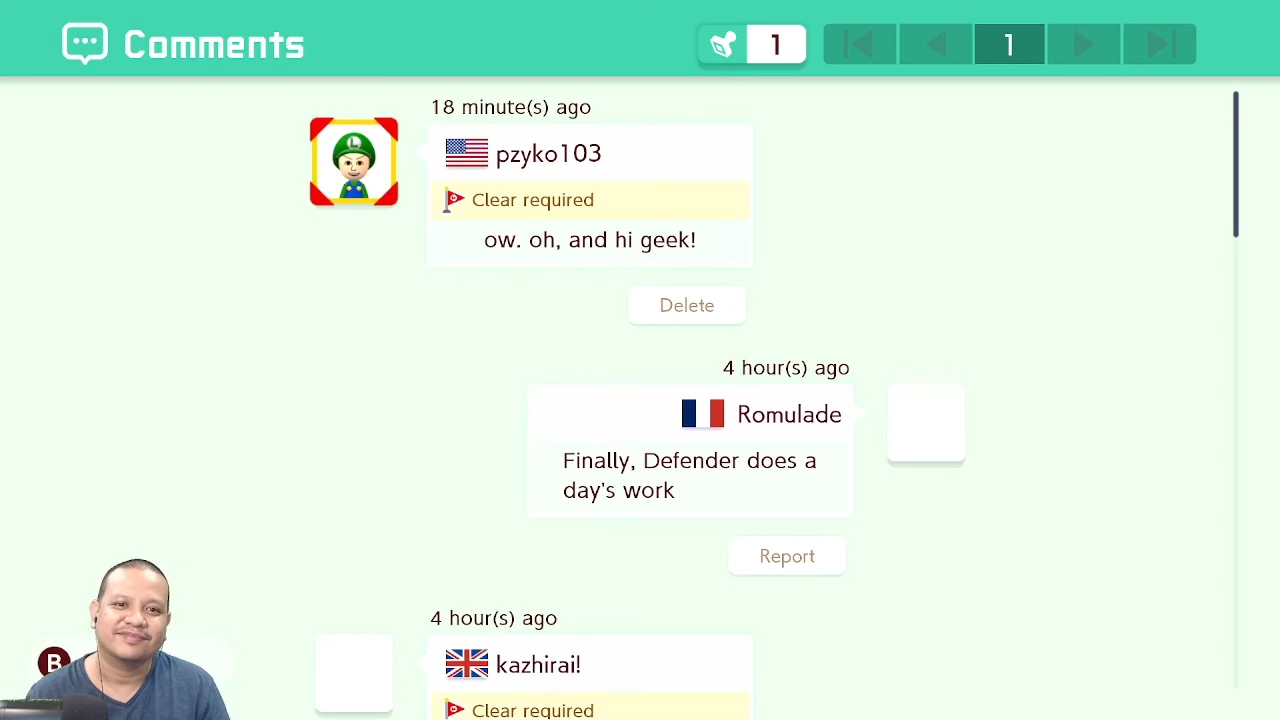 Comments
1
1
18 minute(s) ago
pzyko103
Clear required
ow. oh, and hi geek!
Delete
4 hour(s) ago
Romulade
Finally, Defender does a
day's work
Report
4 hour(s) ago
kazhirai!
Clear required
B